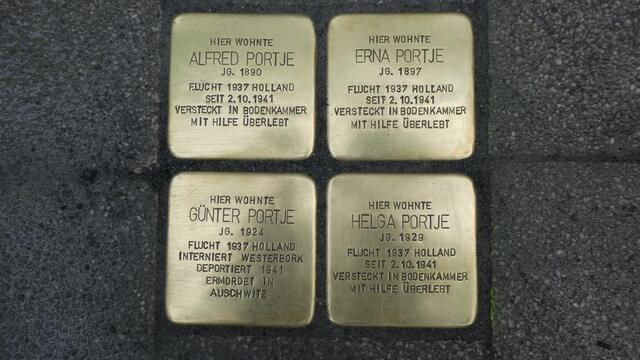 HIER WOHNTE
ALFRED PORTJE
JG. 1890
FLUCHT 1937 HOLLAND
SEIT 2.10.1941
VERSTECKT IN BODENKAMMER
MIT HILFE ÜBERLEBT
HIER WOHNTE
ERNA PORTJE
JG. 1897
FLUCHT 1937 HOLLAND
SEIT 2.10.1941
VERSTECKT IN BODENKAMMER
MIT HILFE ÜBERLEBT
HIER WOHNTE
GÜNTER PORTJE
JG. 1924
FLUCHT 1937 HOLLAND
INTERNIERT WESTERBORK
DEPORTIERT 1941
ERMORDET IN
AUSCHWITZ
HIER WOHNTE
HELGA PORTJE
JG. 1929
FLUCHT 1937 HOLLAND
SEIT 2.10.1941
VERSTECKT IN BODENKAMMER
MIT HILFE ÜBERLEBT